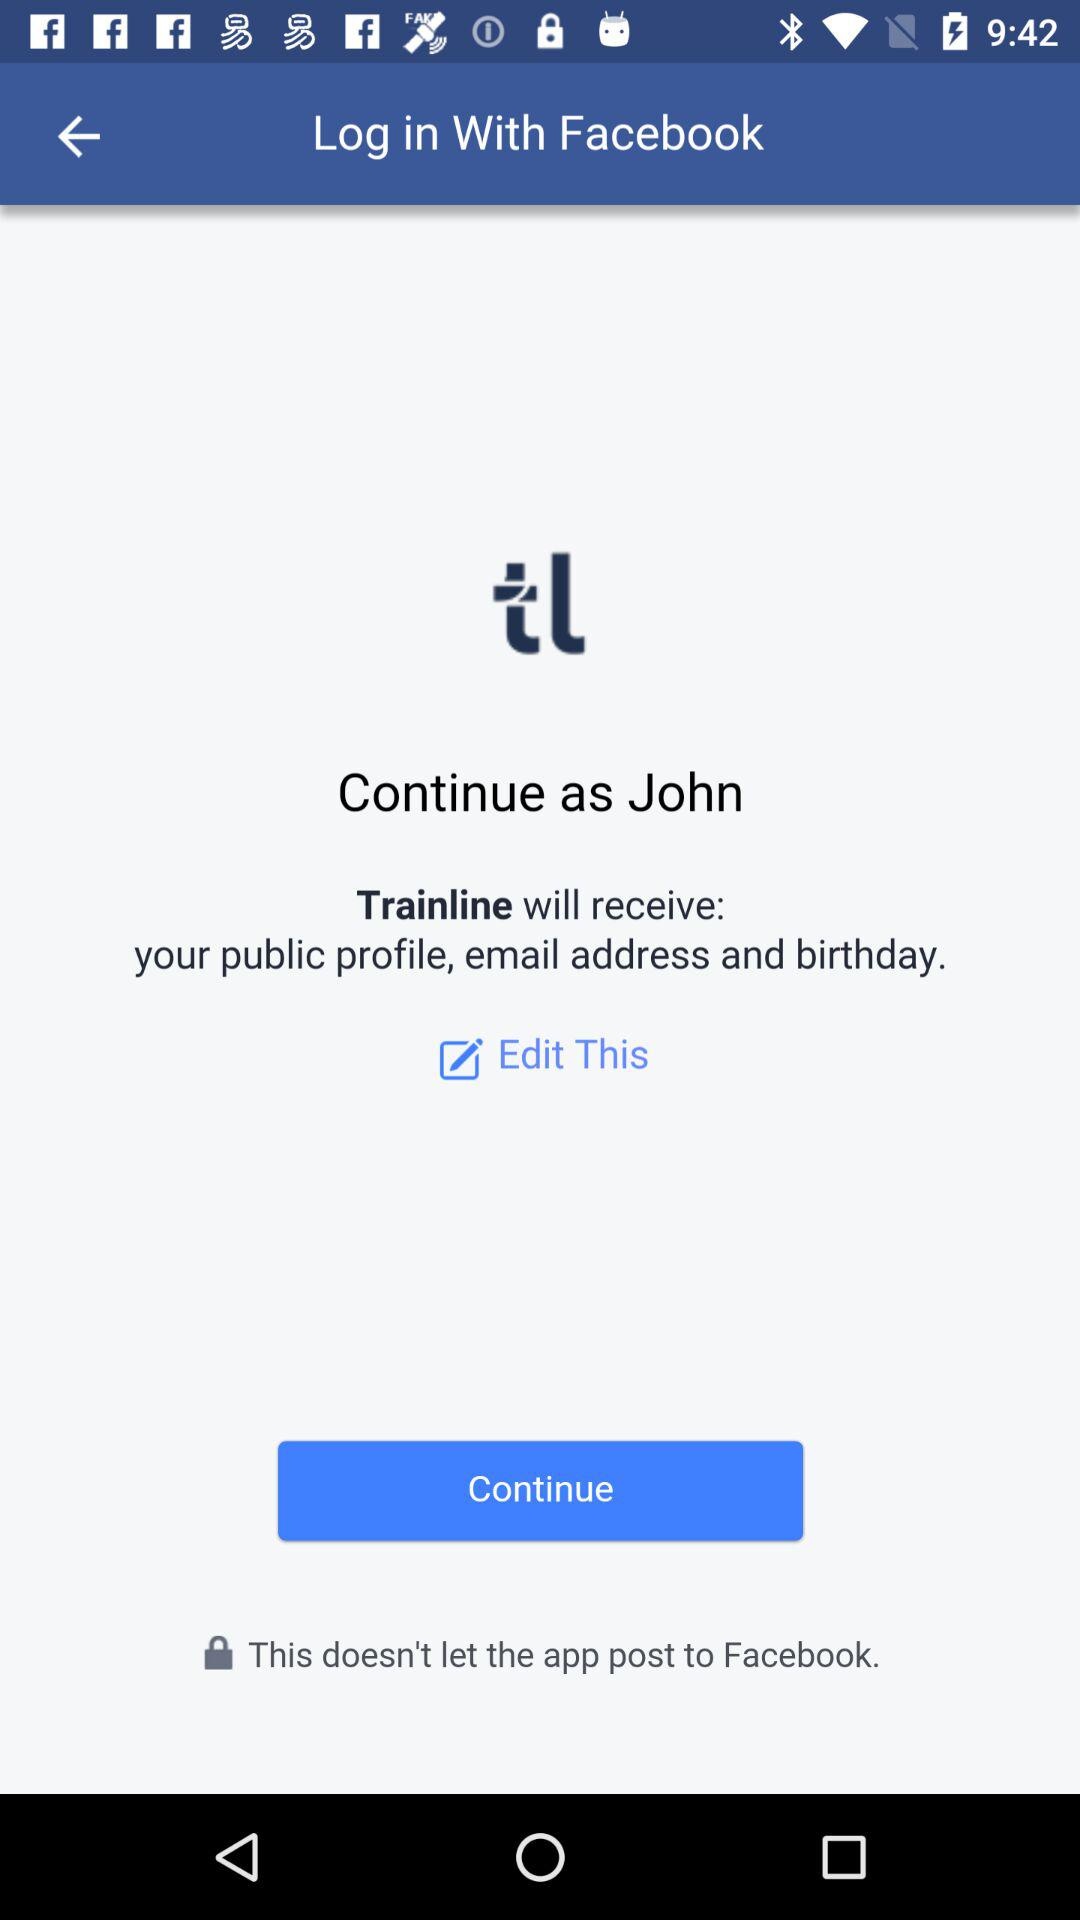 FAKE
9:42
Log in With Facebook
tl
Continue as John
Trainline will receive:
your public profile, email address and birthday.
Edit This
Continue
This doesn't let the app post to Facebook.